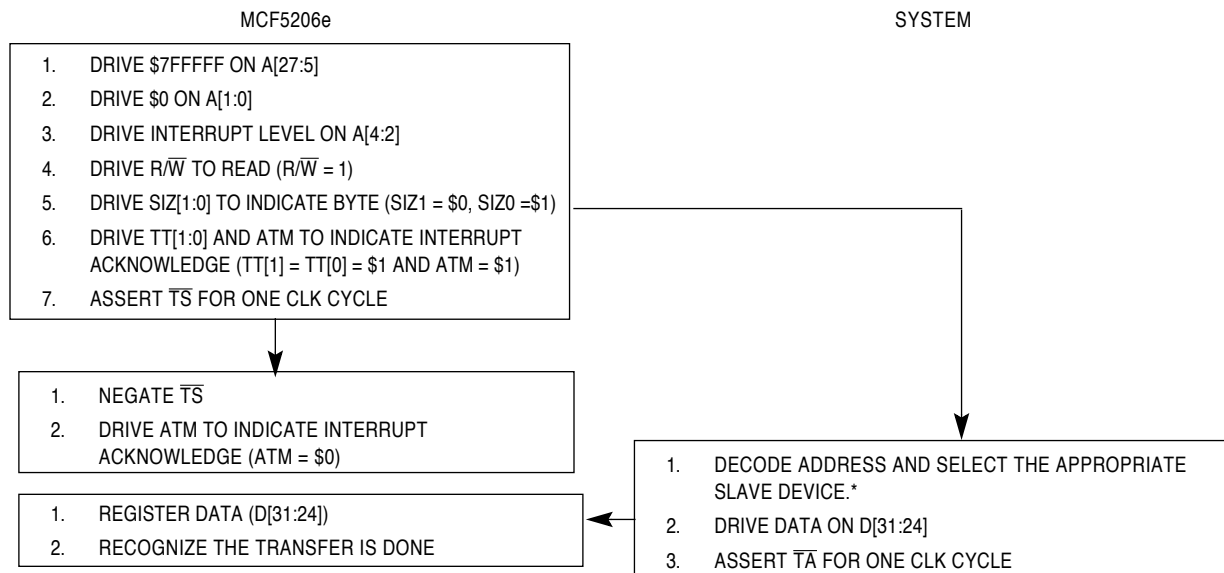 MCF5206e
SYSTEM
1. DRIVE $7FFFFF ON A[27:5]
2. DRIVE $0 ON A[1:0]
3. DRIVE INTERRUPT LEVEL ON A[4:2]
4. DRIVE R/W̅ TO READ (R/W̅ = 1)
5. DRIVE SIZ[1:0] TO INDICATE BYTE (SIZ1 = $0, SIZ0 =$1)
6. DRIVE TT[1:0] AND ATM TO INDICATE INTERRUPT
ACKNOWLEDGE (TT[1] = TT[0] = $1 AND ATM = $1)
7. ASSERT T̅S̅ FOR ONE CLK CYCLE
1. NEGATE T̅S̅
2. DRIVE ATM TO INDICATE INTERRUPT
ACKNOWLEDGE (ATM = $0)
1. DECODE ADDRESS AND SELECT THE APPROPRIATE
SLAVE DEVICE.*
2. DRIVE DATA ON D[31:24]
3. ASSERT T̅A̅ FOR ONE CLK CYCLE
1. REGISTER DATA (D[31:24])
2. RECOGNIZE THE TRANSFER IS DONE